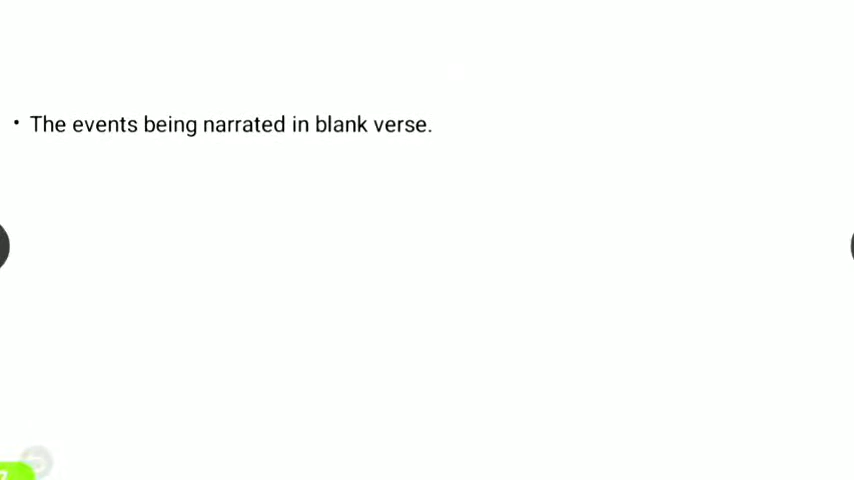 • The events being narrated in blank verse.